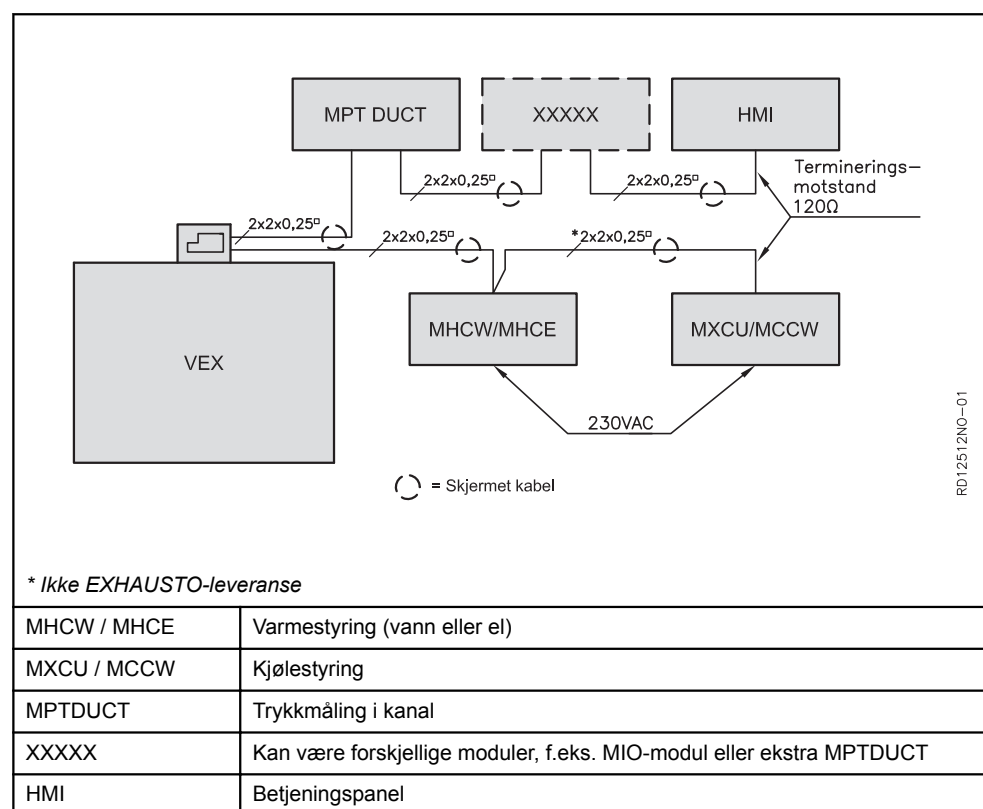 MPT DUCT
XXXXX
HMI
Terminerings-
motstand
120Ω
2x2x0,25¤
2x2x0,25¤
2x2x0,25¤
2x2x0,25¤
*2x2x0,25¤
MHCW/MHCE
MXCU/MCCW
VEX
230VAC
= Skjermet kabel
RD12512NO-01
* Ikke EXHAUSTO-leveranse
MHCW / MHCE Varmestyring (vann eller el)
MXCU / MCCW Kjølestyring
MPTDUCT Trykkmåling i kanal
XXXXX Kan være forskjellige moduler, f.eks. MIO-modul eller ekstra MPTDUCT
HMI Betjeningspanel